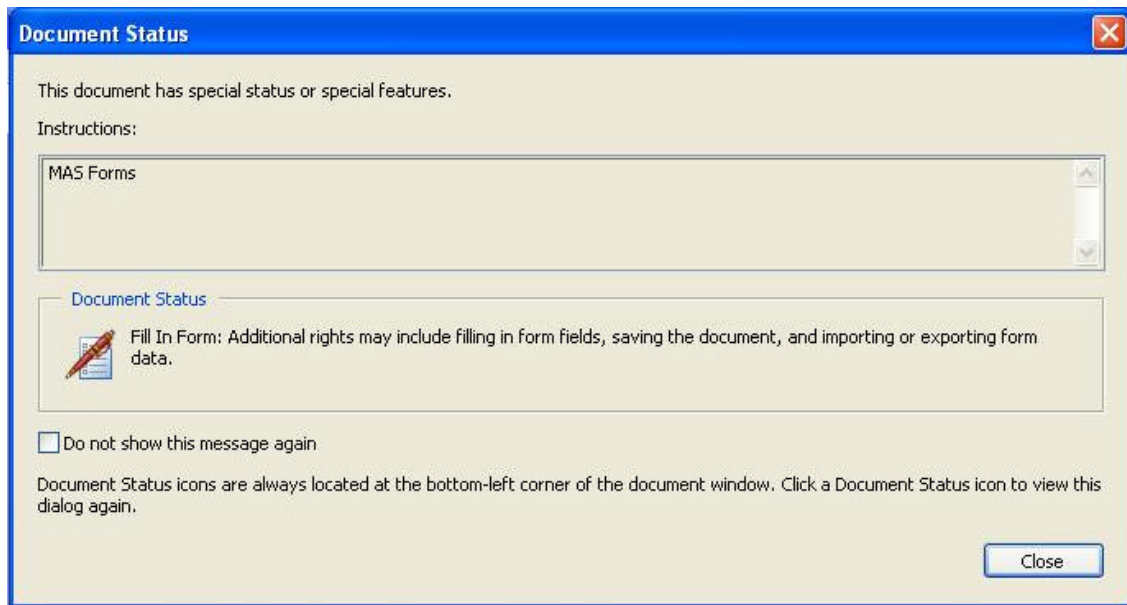 Document Status
This document has special status or special features.
Instructions:
MAS Forms
Document Status
Fill In Form: Additional rights may include filling in form fields, saving the document, and importing or exporting form
data.
Do not show this message again
Document Status icons are always located at the bottom-left corner of the document window. Click a Document Status icon to view this
dialog again.
Close